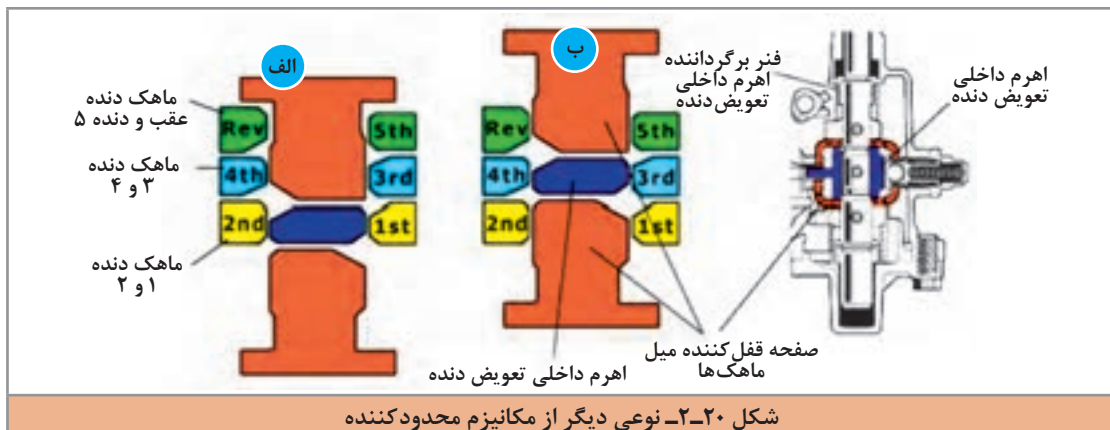 الف
ب
ماهک دنده
عقب و دنده ۵
ماهک دنده
۳ و ۴
ماهک دنده
۱ و ۲
Rev
5th
4th
3rd
2nd
1st
Rev
5th
4th
3rd
2nd
1st
فنر برگرداننده
اهرم داخلی
تعویض‌دنده
اهرم داخلی
تعویض دنده
اهرم داخلی تعویض دنده
صفحه قفل‌کننده میل
ماهک‌ها
شکل ۲۰-۲- نوعی دیگر از مکانیزم محدودکننده